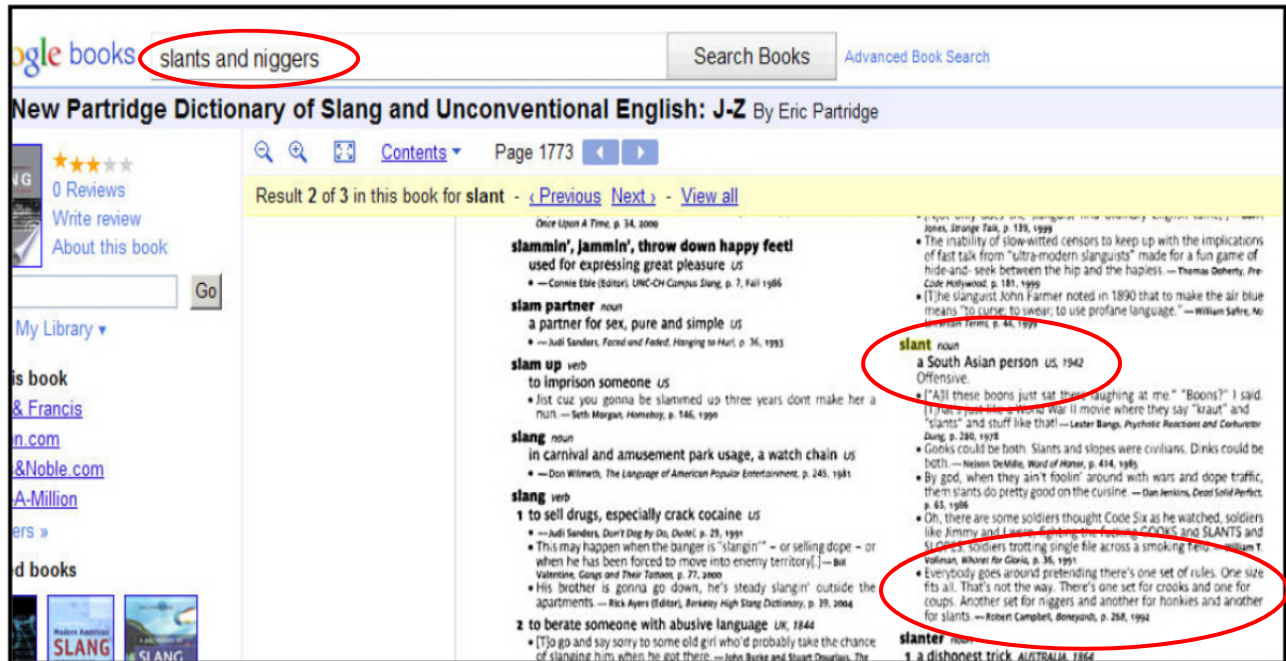 ogle books slants and niggers Search Books Advanced Book Search
New Partridge Dictionary of Slang and Unconventional English: J-Z By Eric Partridge
0 Reviews
Write review
About this book
Go
My Library ▾
is book
& Francis
n.com
&Noble.com
-A-Million
ers »
d books
Modern American
SLANG
SLANG
Contents ▾ Page 1773
Result 2 of 3 in this book for slant - ‹ Previous Next › - View all
Once Upon A Time, p. 34, 2000
slammin', jammin', throw down happy feet!
used for expressing great pleasure US
• —Connie Eble (Editor), UNC-CH Campus Slang, p. 7, Fall 1986
slam partner noun
a partner for sex, pure and simple US
• —Judi Sanders, Faced and Faded, Hanging to Hurl, p. 36, 1993
slam up verb
to imprison someone US
• Jist cuz you gonna be slammed up three years dont make her a
nun. — Seth Morgan, Homeboy, p. 146, 1990
slang noun
in carnival and amusement park usage, a watch chain US
• —Don Wilmeth, The Language of American Popular Entertainment, p. 245, 1981
slang verb
1 to sell drugs, especially crack cocaine US
• —Judi Sanders, Don't Dog by Do, Dude!, p. 25, 1991
• This may happen when the banger is "slangin'" – or selling dope – or
when he has been forced to move into enemy territory[.] — Bill
Valentine, Gangs and Their Tattoos, p. 77, 2000
• His brother is gonna go down, he's steady slangin' outside the
apartments. — Rick Ayers (Editor), Berkeley High Slang Dictionary, p. 39, 2004
2 to berate someone with abusive language UK, 1844
• [T]o go and say sorry to some old girl who'd probably take the chance
of slanging him when he got there. — John Burke and Stuart Douglass, The
Jones, Strange Talk, p. 139, 1999
• The inability of slow-witted censors to keep up with the implications
of fast talk from "ultra-modern slanguists" made for a fun game of
hide-and- seek between the hip and the hapless. — Thomas Doherty, Pre-
Code Hollywood, p. 181, 1999
• [T]he slanguist John Farmer noted in 1890 that to make the air blue
means "to curse; to swear; to use profane language." — William Safire, No
Uncertain Terms, p. 44, 1999
slant noun
a South Asian person US, 1942
Offensive.
• ["A]ll these boons just sat there laughing at me." "Boons?" I said.
[T]hat's just like a World War II movie where they say "kraut" and
"slants" and stuff like that! — Lester Bangs, Psychotic Reactions and Carburetor
Dung, p. 280, 1978
• Gooks could be both. Slants and slopes were civilians. Dinks could be
both. — Nelson DeMille, Word of Honor, p. 434, 1985
• By god, when they ain't foolin' around with wars and dope traffic,
them slants do pretty good on the cuisine. — Dan Jenkins, Dead Solid Perfect,
p. 65, 1986
• Oh, there are some soldiers thought Code Six as he watched, soldiers
like Jimmy and I were, fighting the fucking GOOKS and SLANTS and
SLOPES, soldiers trotting single file across a smoking field — William T.
Vollman, Whores for Gloria, p. 36, 1991
• Everybody goes around pretending there's one set of rules. One size
fits all. That's not the way. There's one set for crooks and one for
coups. Another set for niggers and another for honkies and another
for slants. — Robert Campbell, Boneyards, p. 268, 1992
slanter noun
1 a dishonest trick AUSTRALIA, 1864